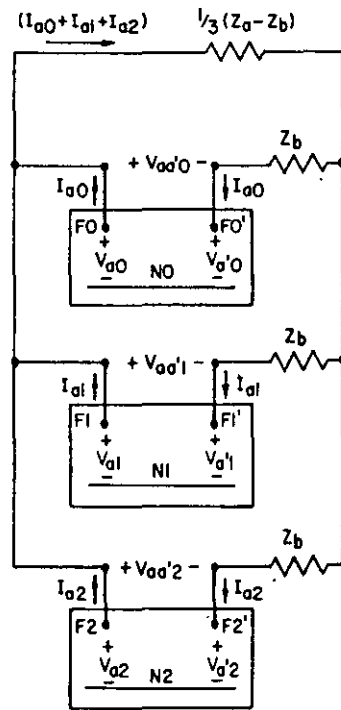 (Ia0 + Ia1 + Ia2) 1/3 (Za - Zb)
+ Vaa'0 - Zb
Ia0 Ia0
F0 F0'
+ +
Va0 Va'0
- N0 -
+ Vaa'1 - Zb
Ia1 Ia1
F1 F1'
+ +
Va1 N1 Va'1
- -
+ Vaa'2 - Zb
Ia2 Ia2
F2 F2'
+ +
Va2 N2 Va'2
- -